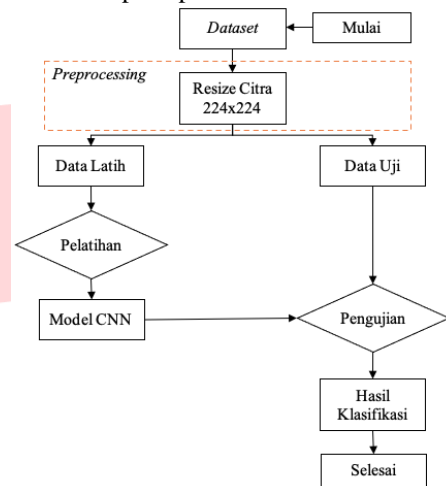 Dataset
Mulai
Preprocessing
Resize Citra
224x224
Data Latih
Data Uji
Pelatihan
Model CNN
Pengujian
Hasil
Klasifikasi
Selesai